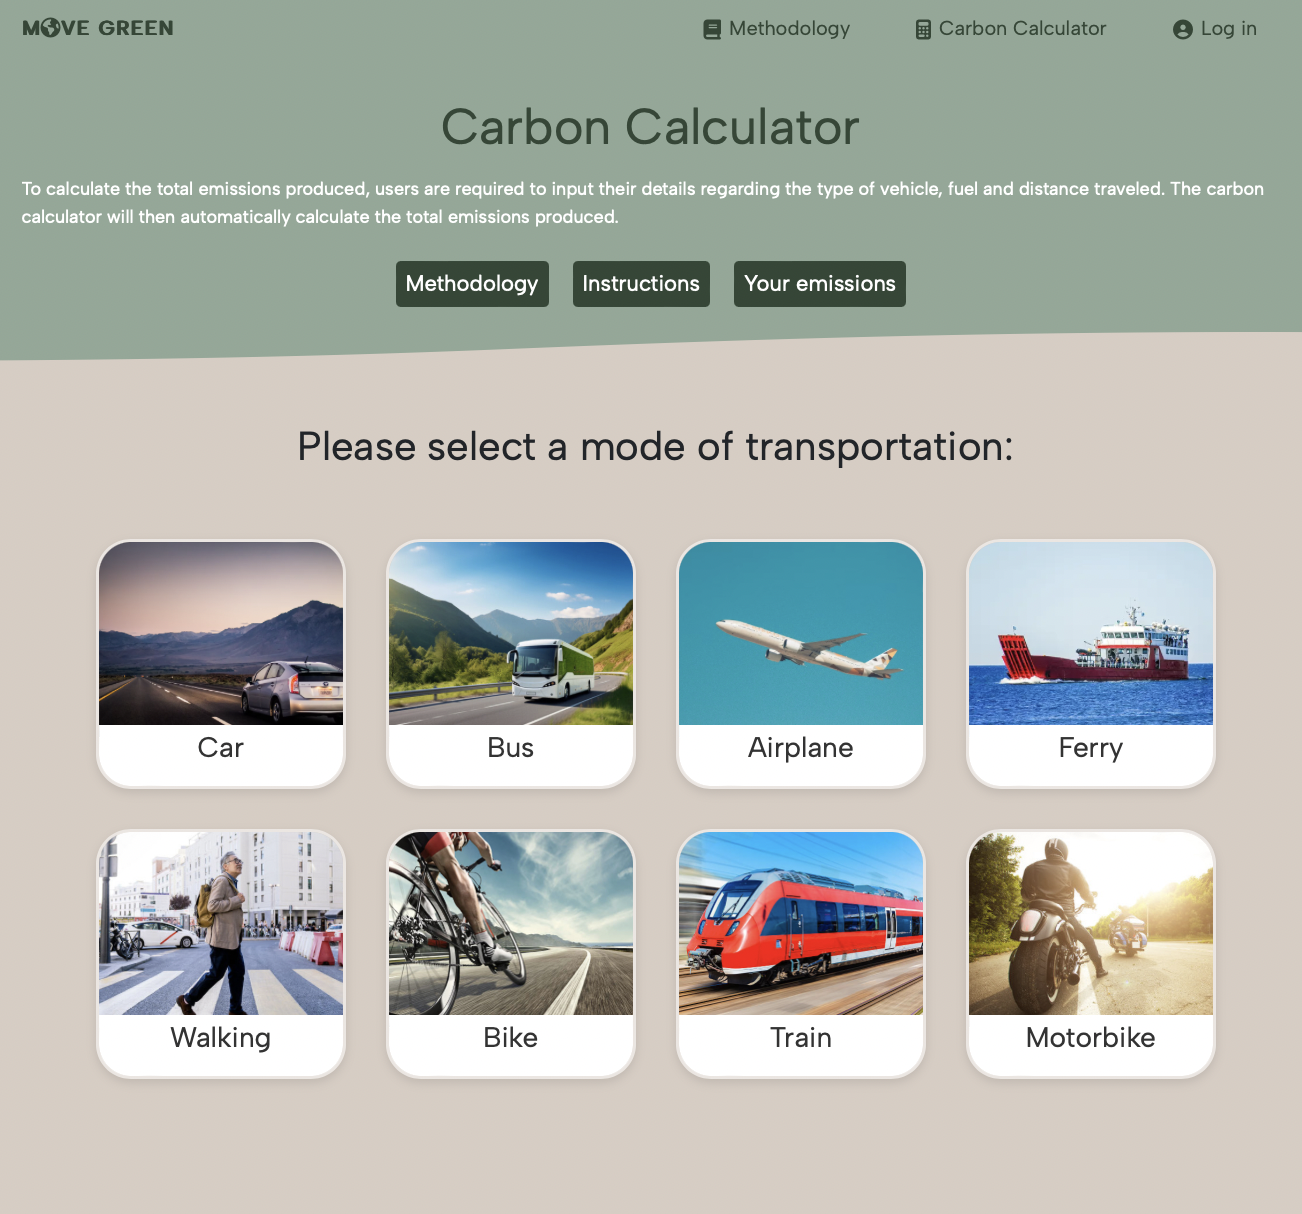 MOVE GREEN
Methodology
Carbon Calculator
Log in
Carbon Calculator
To calculate the total emissions produced, users are required to input their details regarding the type of vehicle, fuel and distance traveled. The carbon
calculator will then automatically calculate the total emissions produced.
Methodology
Instructions
Your emissions
Please select a mode of transportation:
Car
Bus
Airplane
Ferry
Walking
Bike
Train
Motorbike